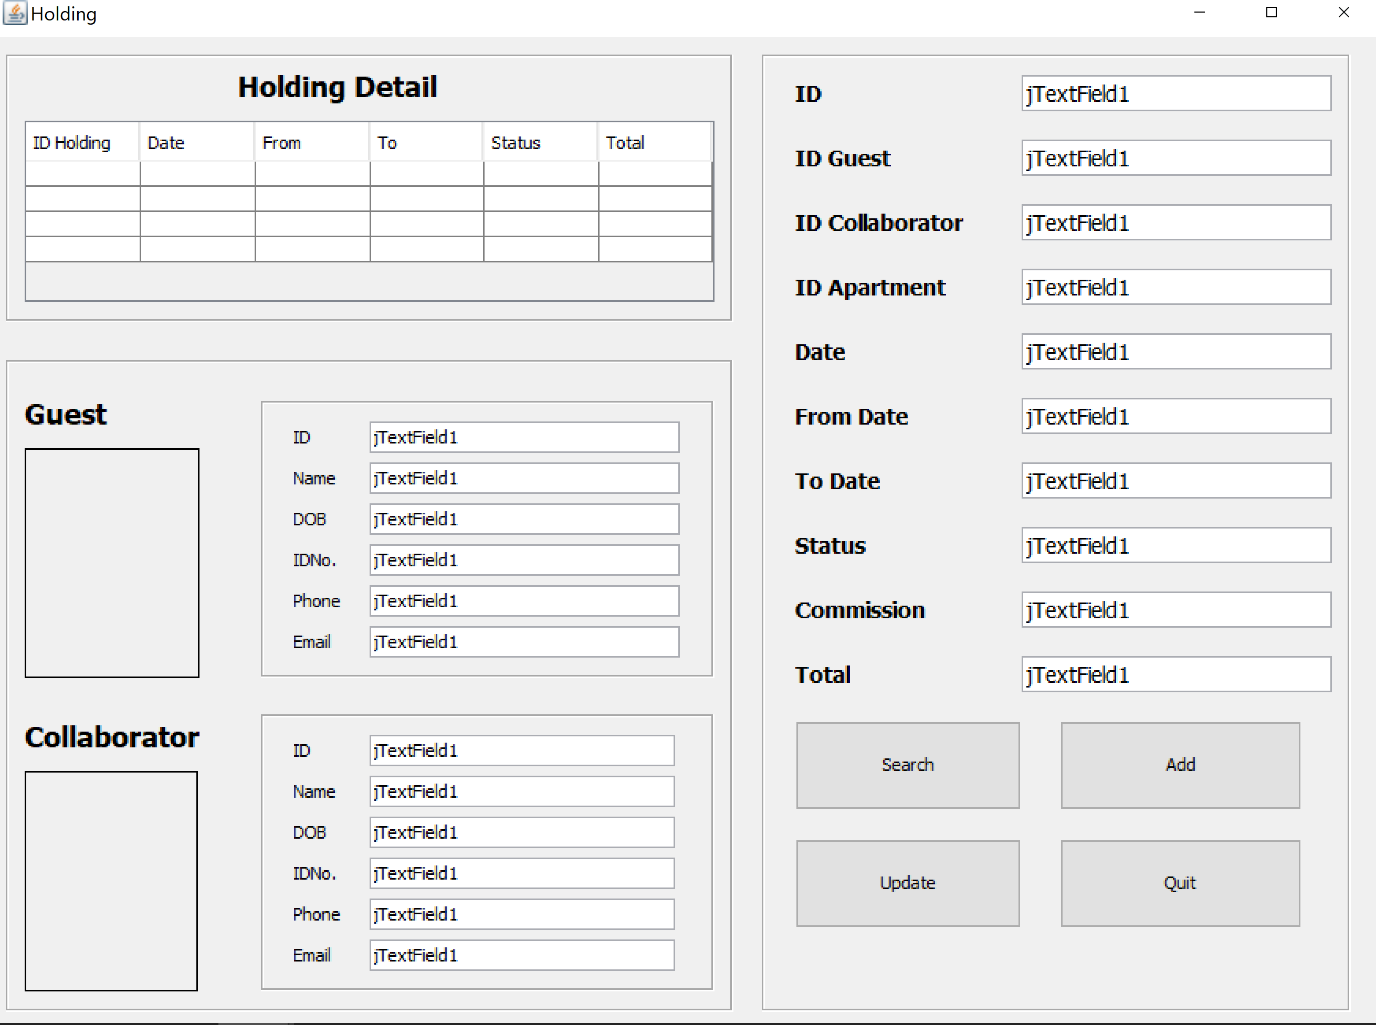 Holding
Holding Detail
ID Holding Date From To Status Total
Guest
ID jTextField1
Name jTextField1
DOB jTextField1
IDNo. jTextField1
Phone jTextField1
Email jTextField1
Collaborator
ID jTextField1
Name jTextField1
DOB jTextField1
IDNo. jTextField1
Phone jTextField1
Email jTextField1
ID jTextField1
ID Guest jTextField1
ID Collaborator jTextField1
ID Apartment jTextField1
Date jTextField1
From Date jTextField1
To Date jTextField1
Status jTextField1
Commission jTextField1
Total jTextField1
Search Add
Update Quit